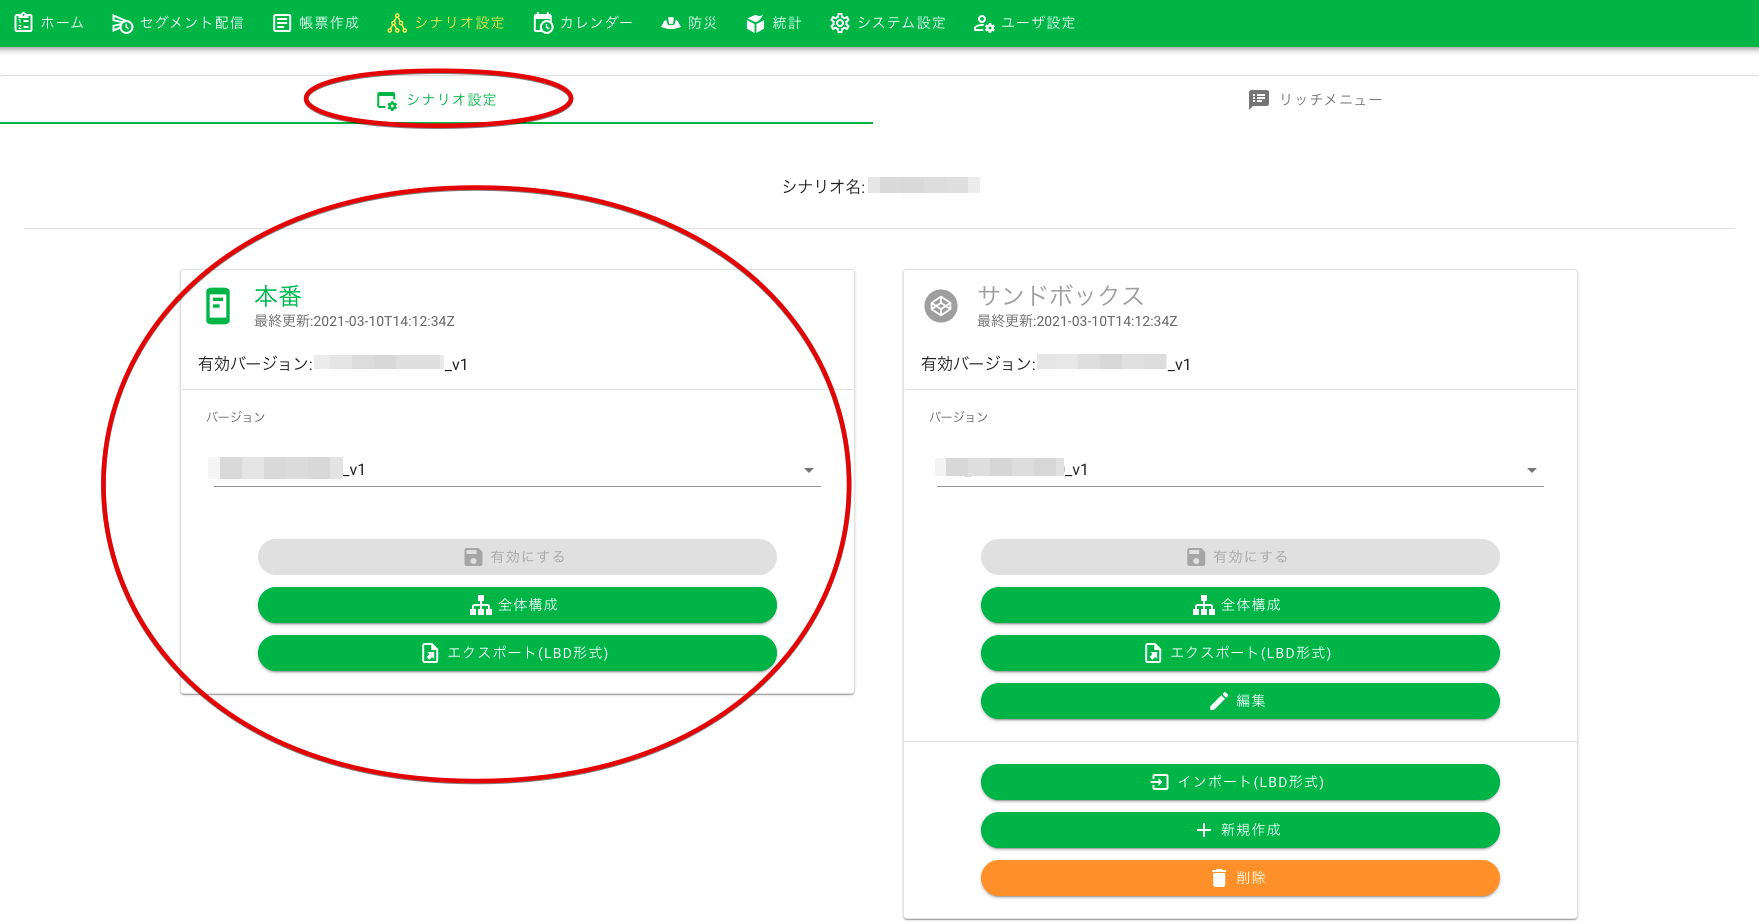 ホーム セグメント配信 帳票作成 シナリオ設定 カレンダー 防災 統計 システム設定 ユーザ設定
シナリオ設定 リッチメニュー
シナリオ名:
本番
最終更新:2021-03-10T14:12:34Z
有効バージョン: _v1
バージョン
_v1
有効にする
全体構成
エクスポート(LBD形式)
サンドボックス
最終更新:2021-03-10T14:12:34Z
有効バージョン: _v1
バージョン
_v1
有効にする
全体構成
エクスポート(LBD形式)
編集
インポート(LBD形式)
新規作成
削除